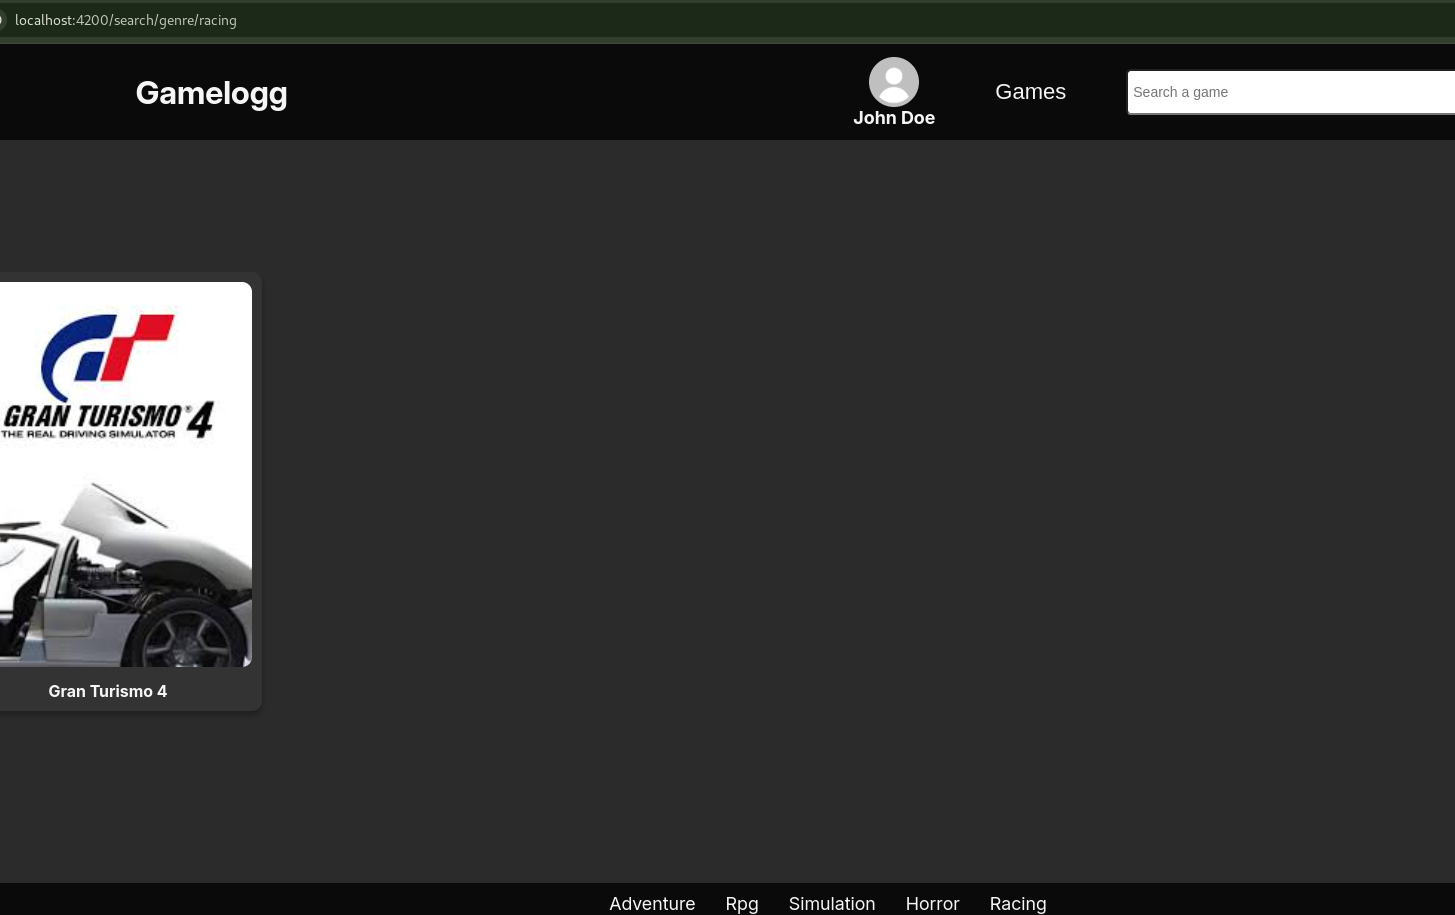 localhost:4200/search/genre/racing
Gamelogg
John Doe
Games
Search a game
GRAN TURISMO® 4
THE REAL DRIVING SIMULATOR
Gran Turismo 4
Adventure Rpg Simulation Horror Racing